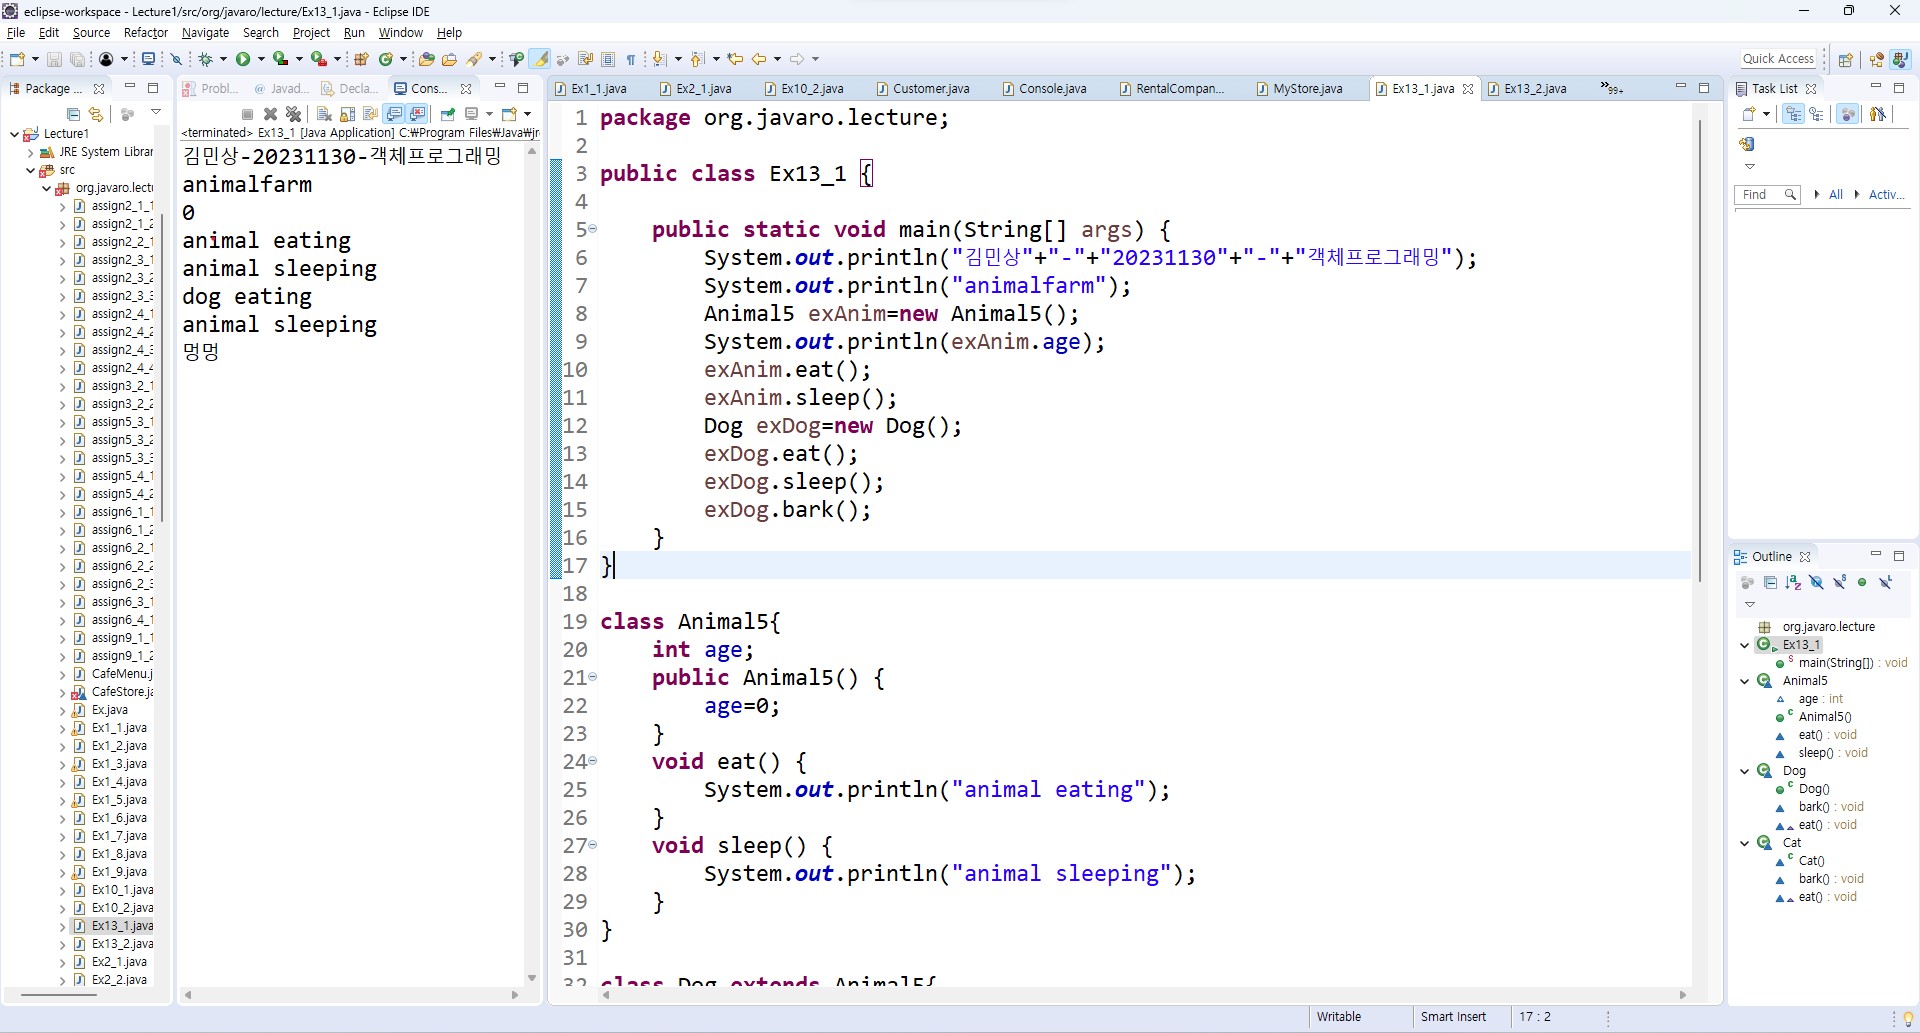 eclipse-workspace - Lecture1/src/org/javaro/lecture/Ex13_1.java - Eclipse IDE
File Edit Source Refactor Navigate Search Project Run Window Help
Quick Access
Package ...
Lecture1
JRE System Librar
src
org.javaro.lectu
assign2_1_1
assign2_1_2
assign2_2_1
assign2_3_1
assign2_3_2
assign2_3_3
assign2_4_1
assign2_4_2
assign2_4_3
assign2_4_4
assign3_2_1
assign3_2_2
assign5_3_1
assign5_3_2
assign5_3_3
assign5_4_1
assign5_4_2
assign6_1_1
assign6_1_2
assign6_2_1
assign6_2_2
assign6_2_3
assign6_3_1
assign6_4_1
assign9_1_1
assign9_1_2
CafeMenu.j
CafeStore.ja
Ex.java
Ex1_1.java
Ex1_2.java
Ex1_3.java
Ex1_4.java
Ex1_5.java
Ex1_6.java
Ex1_7.java
Ex1_8.java
Ex1_9.java
Ex10_1.java
Ex10_2.java
Ex13_1.java
Ex13_2.java
Ex2_1.java
Ex2_2.java
Probl... Javad... Decla... Cons...
<terminated> Ex13_1 [Java Application] C:₩Program Files₩Java₩jr
김민상-20231130-객체프로그래밍
animalfarm
0
animal eating
animal sleeping
dog eating
animal sleeping
멍멍
Ex1_1.java Ex2_1.java Ex10_2.java Customer.java Console.java RentalCompan... MyStore.java Ex13_1.java Ex13_2.java »99+
1 package org.javaro.lecture;
2
3 public class Ex13_1 {
4
5 public static void main(String[] args) {
6 System.out.println("김민상"+"-"+"20231130"+"-"+"객체프로그래밍");
7 System.out.println("animalfarm");
8 Animal5 exAnim=new Animal5();
9 System.out.println(exAnim.age);
10 exAnim.eat();
11 exAnim.sleep();
12 Dog exDog=new Dog();
13 exDog.eat();
14 exDog.sleep();
15 exDog.bark();
16 }
17 }
18
19 class Animal5{
20 int age;
21 public Animal5() {
22 age=0;
23 }
24 void eat() {
25 System.out.println("animal eating");
26 }
27 void sleep() {
28 System.out.println("animal sleeping");
29 }
30 }
31
32 class Dog extends Animal5{
Task List
Find All Activ...
Outline
org.javaro.lecture
Ex13_1
main(String[]) : void
Animal5
age : int
Animal5()
eat() : void
sleep() : void
Dog
Dog()
bark() : void
eat() : void
Cat
Cat()
bark() : void
eat() : void
Writable Smart Insert 17 : 2